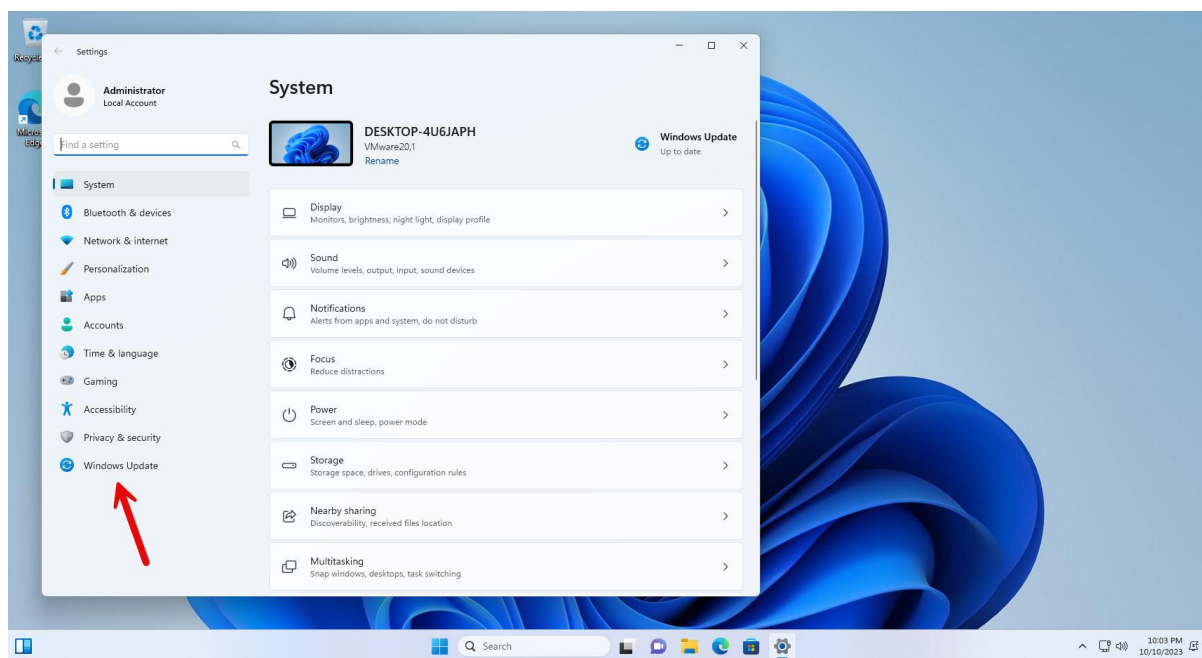 Recycle
Micros
Edge
Settings
Administrator
Local Account
Find a setting
System
Bluetooth & devices
Network & internet
Personalization
Apps
Accounts
Time & language
Gaming
Accessibility
Privacy & security
Windows Update
System
DESKTOP-4U6JAPH
VMware20,1
Rename
Windows Update
Up to date
Display
Monitors, brightness, night light, display profile
Sound
Volume levels, output, input, sound devices
Notifications
Alerts from apps and system, do not disturb
Focus
Reduce distractions
Power
Screen and sleep, power mode
Storage
Storage space, drives, configuration rules
Nearby sharing
Discoverability, received files location
Multitasking
Snap windows, desktops, task switching
Search
10:03 PM
10/10/2023